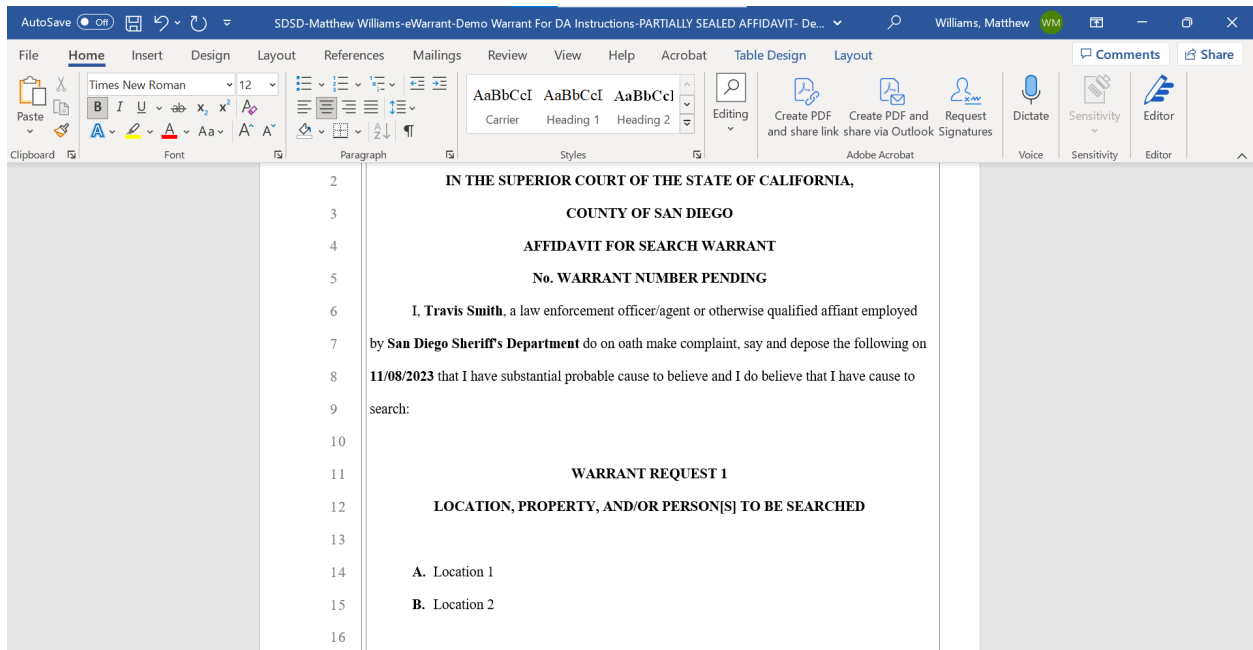 AutoSave Off SDSD-Matthew Williams-eWarrant-Demo Warrant For DA Instructions-PARTIALLY SEALED AFFIDAVIT- De... Williams, Matthew WM
File Home Insert Design Layout References Mailings Review View Help Acrobat Table Design Layout Comments Share
Times New Roman 12
AaBbCcI AaBbCcI AaBbCcl
Carrier Heading 1 Heading 2
B I U ab x₂ x² A
A A Aa A A
Paste
Editing
Create PDF and share link
Create PDF and share via Outlook
Request Signatures
Dictate
Sensitivity
Editor
Clipboard Font Paragraph Styles Adobe Acrobat Voice Sensitivity Editor
2 IN THE SUPERIOR COURT OF THE STATE OF CALIFORNIA,
3 COUNTY OF SAN DIEGO
4 AFFIDAVIT FOR SEARCH WARRANT
5 No. WARRANT NUMBER PENDING
6 I, Travis Smith, a law enforcement officer/agent or otherwise qualified affiant employed
7 by San Diego Sheriff's Department do on oath make complaint, say and depose the following on
8 11/08/2023 that I have substantial probable cause to believe and I do believe that I have cause to
9 search:
10
11 WARRANT REQUEST 1
12 LOCATION, PROPERTY, AND/OR PERSON[S] TO BE SEARCHED
13
14 A. Location 1
15 B. Location 2
16